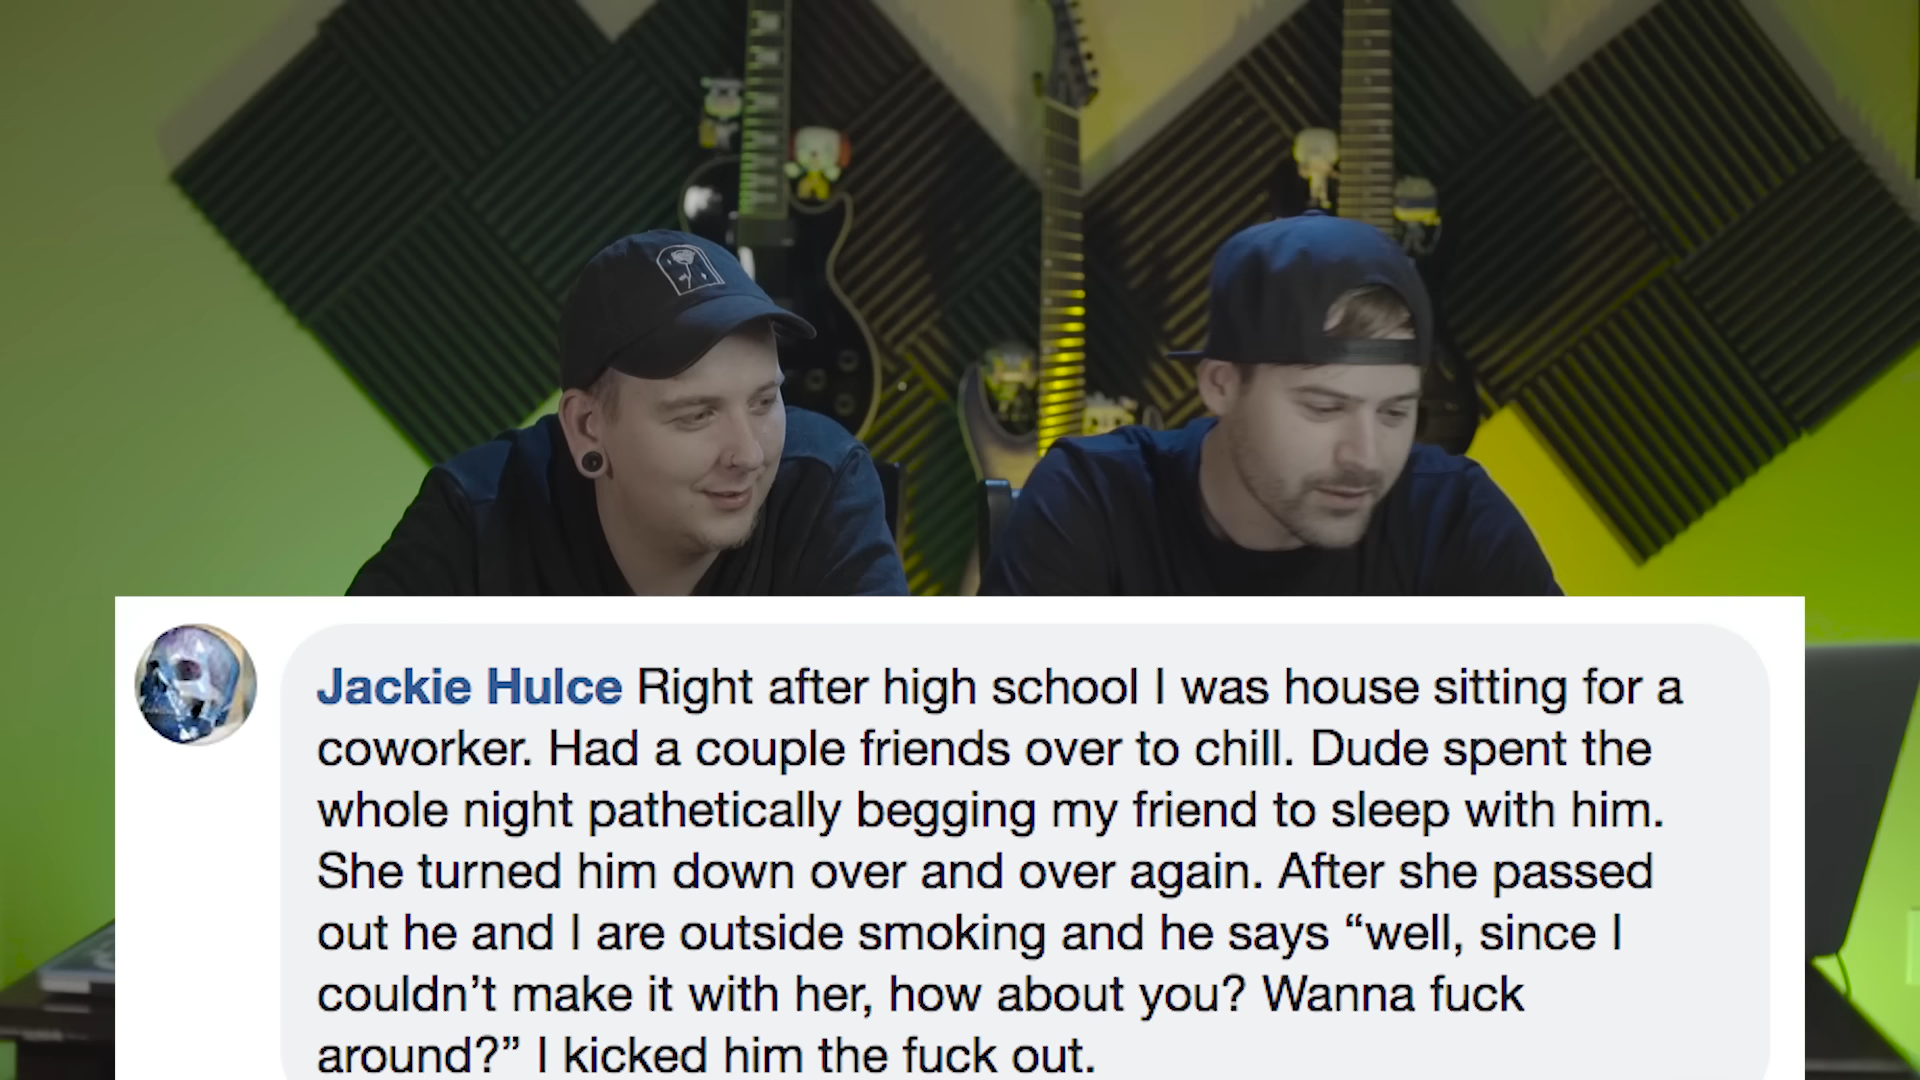 Jackie Hulce Right after high school I was house sitting for a
coworker. Had a couple friends over to chill. Dude spent the
whole night pathetically begging my friend to sleep with him.
She turned him down over and over again. After she passed
out he and I are outside smoking and he says “well, since I
couldn’t make it with her, how about you? Wanna fuck
around?” I kicked him the fuck out.